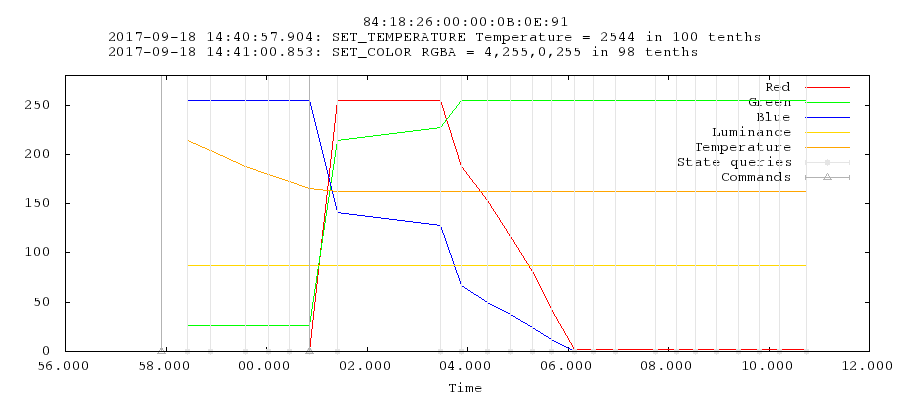 84:18:26:00:00:0B:0E:91
2017-09-18 14:40:57.904: SET_TEMPERATURE Temperature = 2544 in 100 tenths
2017-09-18 14:41:00.853: SET_COLOR RGBA = 4,255,0,255 in 98 tenths
250
200
150
100
50
0
Red
Green
Blue
Luminance
Temperature
State queries
Commands
56.000 58.000 00.000 02.000 04.000 06.000 08.000 10.000 12.000
Time